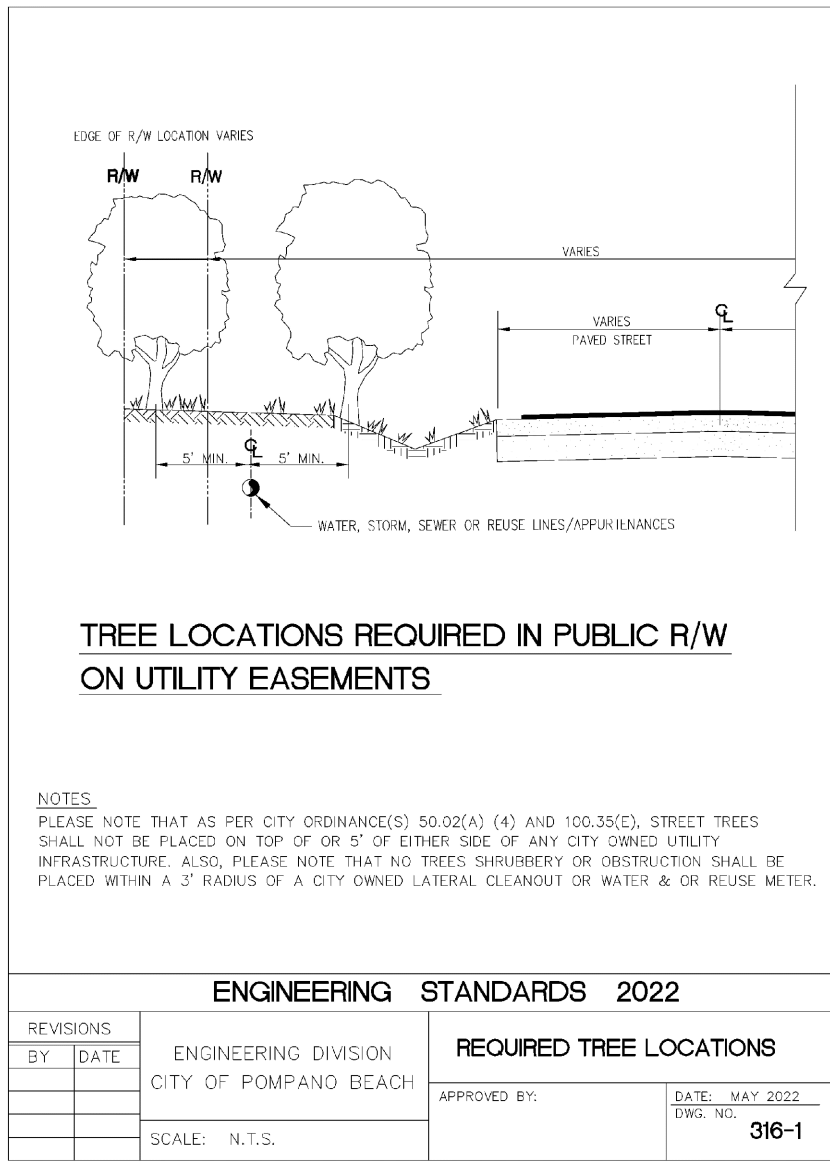 EDGE OF R/W LOCATION VARIES
R/W R/W
VARIES
VARIES
PAVED STREET
CL
CL
5' MIN. 5' MIN.
WATER, STORM, SEWER OR REUSE LINES/APPURTENANCES
TREE LOCATIONS REQUIRED IN PUBLIC R/W
ON UTILITY EASEMENTS
NOTES
PLEASE NOTE THAT AS PER CITY ORDINANCE(S) 50.02(A) (4) AND 100.35(E), STREET TREES
SHALL NOT BE PLACED ON TOP OF OR 5' OF EITHER SIDE OF ANY CITY OWNED UTILITY
INFRASTRUCTURE. ALSO, PLEASE NOTE THAT NO TREES SHRUBBERY OR OBSTRUCTION SHALL BE
PLACED WITHIN A 3' RADIUS OF A CITY OWNED LATERAL CLEANOUT OR WATER & OR REUSE METER.
ENGINEERING STANDARDS 2022
REVISIONS
BY DATE
ENGINEERING DIVISION
CITY OF POMPANO BEACH
SCALE: N.T.S.
REQUIRED TREE LOCATIONS
APPROVED BY:
DATE: MAY 2022
DWG. NO.
316-1